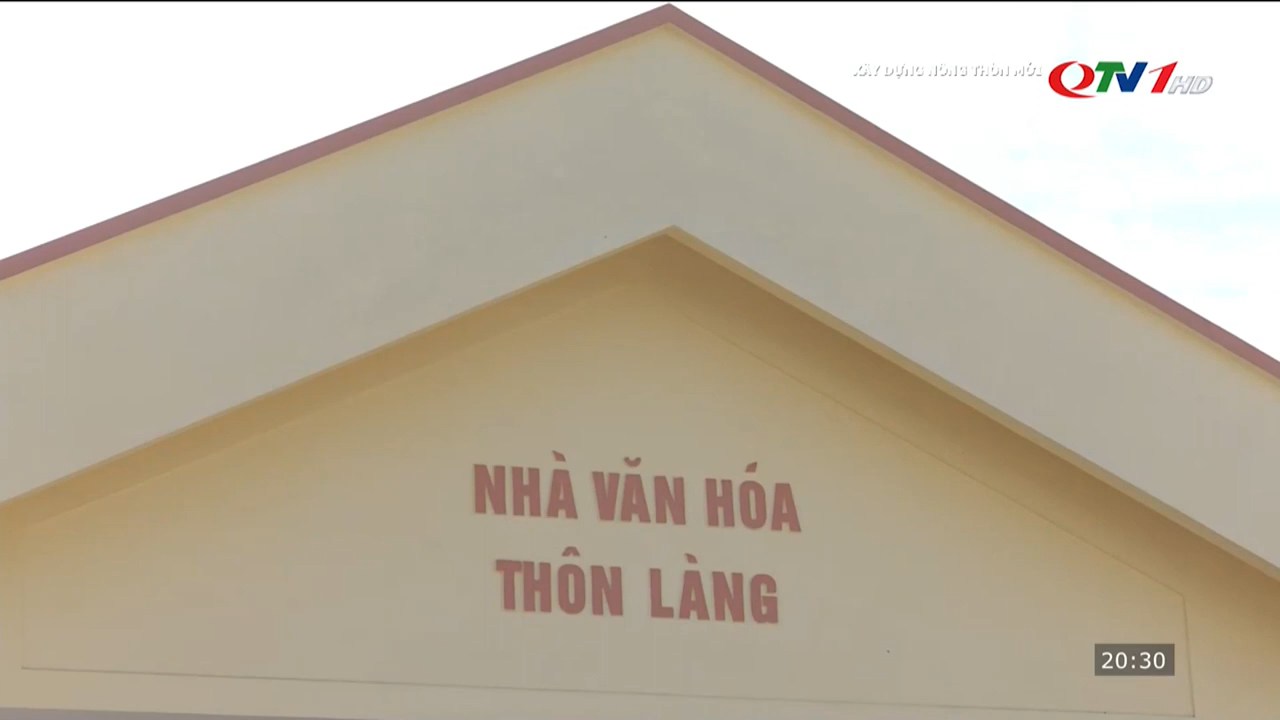 XÂY DỰNG NÔNG THÔN MỚI
QTV1HD
NHÀ VĂN HÓA
THÔN LÀNG
20:30